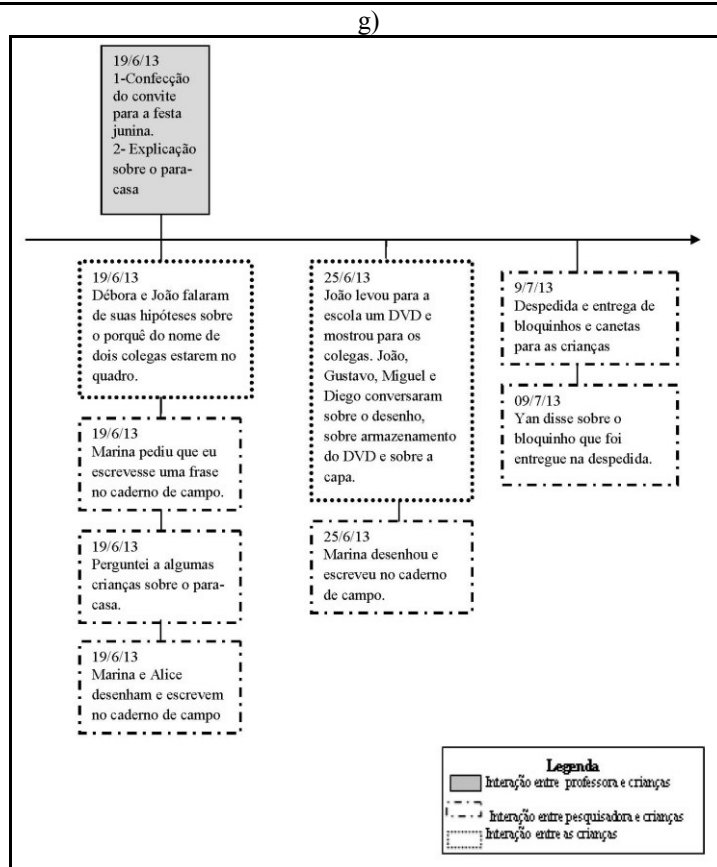 g)
19/6/13
1-Confecção
do convite
para a festa
junina.
2- Explicação
sobre o para-
casa
19/6/13
Débora e João falaram
de suas hipóteses sobre
o porquê do nome de
dois colegas estarem no
quadro.
19/6/13
Marina pediu que eu
escrevesse uma frase
no caderno de campo.
19/6/13
Perguntei a algumas
crianças sobre o para-
casa.
19/6/13
Marina e Alice
desenham e escrevem
no caderno de campo
25/6/13
João levou para a
escola um DVD e
mostrou para os
colegas. João,
Gustavo, Miguel e
Diego conversaram
sobre o desenho,
sobre armazenamento
do DVD e sobre a
capa.
25/6/13
Marina desenhou e
escreveu no caderno
de campo.
9/7/13
Despedida e entrega de
bloquinhos e canetas
para as crianças
09/7/13
Yan disse sobre o
bloquinho que foi
entregue na despedida.
Legenda
Interação entre professora e crianças
Interação entre pesquisadora e crianças
Interação entre as crianças